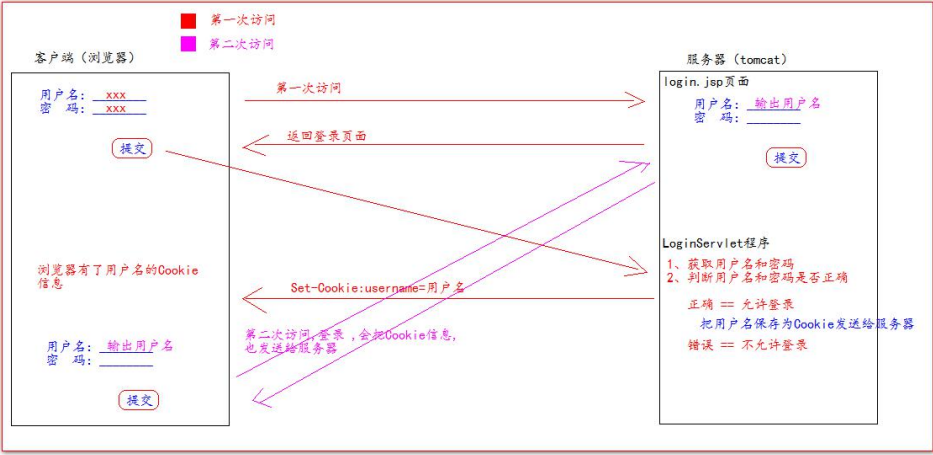 第一次访问
第二次访问
客户端（浏览器）
用户名：xxx
密  码：xxx
提交
浏览器有了用户名的Cookie
信息
用户名：输出用户名
密  码：
提交
第一次访问
返回登录页面
Set-Cookie:username=用户名
第二次访问,登录 ,会把Cookie信息,
也发送给服务器
服务器（tomcat）
login.jsp页面
用户名：输出用户名
密  码：
提交
LoginServlet程序
1、获取用户名和密码
2、判断用户名和密码是否正确
正确 == 允许登录
把用户名保存为Cookie发送给服务器
错误 == 不允许登录